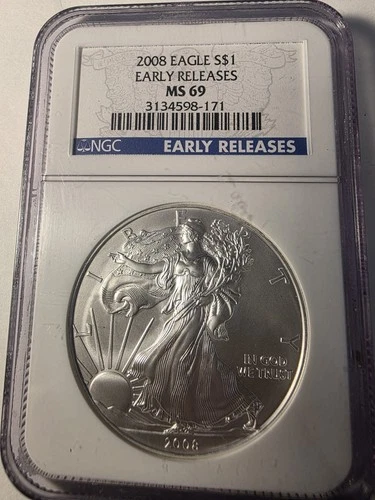 2008 EAGLE S$1
EARLY RELEASES
MS 69
3134598-171
NGC EARLY RELEASES
LIBERTY
IN GOD
WE TRUST
2008